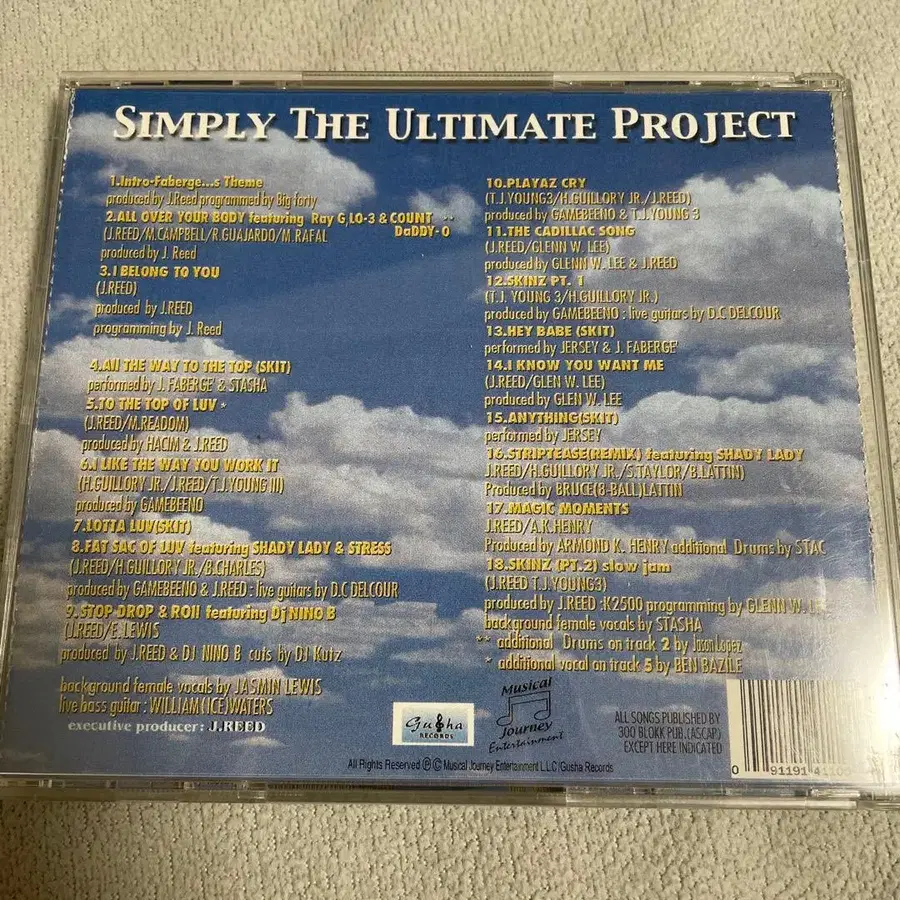 SIMPLY THE ULTIMATE PROJECT
1.Intro-Faberge...s Theme
produced by J.Reed programmed by Big forty
2.ALL OVER YOUR BODY featuring Ray G,LO-3 & COUNT **
DaDDY-O
(J.REED/M.CAMPBELL/R.GUAJARDO/M.RAFAL
produced by J. Reed
3.I BELONG TO YOU
(J.REED)
produced by J.REED
programming by J. Reed
4.All THE WAY TO THE TOP (SKIT)
performed by J. FABERGE' & STASHA
5.TO THE TOP OF LUV *
(J.REED/M.READOM)
produced by HACIM & J.REED
6.I LIKE THE WAY YOU WORK IT
(H.GUILLORY JR./J.REED/T.J.YOUNG III)
produced by GAMEBEENO
7.LOTTA LUV(SKIT)
8.FAT SAC OF LUV featuring SHADY LADY & STRESS
(J.REED/H.GUILLORY JR./B.CHARLES)
produced by GAMEBEENO & J.REED : live guitars by D.C DELCOUR
9.STOP-DROP & ROll featuring Dj NINO B
(J.REED/E.LEWIS
produced by J.REED & DJ NINO B cuts by DJ Kutz
background female vocals by JASMIN LEWIS
live bass guitar : WILLIAM(ICE)WATERS
executive producer : J.REED
10.PLAYAZ CRY
(T.J.YOUNG3/H.GUILLORY JR./J.REED)
produced by GAMEBEENO & T.J.YOUNG 3
11.THE CADILLAC SONG
(J.REED/GLENN W. LEE)
produced by GLENN W. LEE & J.REED
12.SKINZ PT. 1
(T.J. YOUNG 3/H.GUILLORY JR.)
produced by GAMEBEENO : live guitars by D.C DELCOUR
13.HEY BABE (SKIT)
performed by JERSEY & J. FABERGE'
14.I KNOW YOU WANT ME
(J.REED/GLEN W. LEE)
produced by GLEN W. LEE
15.ANYTHING(SKIT)
performed by JERSEY
16.STRIPTEASE(REMIX) featuring SHADY LADY
J.REED/H.GUILLORY JR./S.TAYLOR/B.LATTIN)
Produced by BRUCE(B-BALL)LATTIN
17.MAGIC MOMENTS
J.REED/A.K.HENRY
Produced by ARMOND K. HENRY additional Drums by STAC
18.SKINZ (PT.2) slow jam
(J.REED T.J.YOUNG3)
produced by J.REED :K2500 programming by GLENN W. LEE
background female vocals by STASHA
** additional Drums on track 2 by Jason Lopez
* additional vocal on track 5 by BEN BAZILE
Gusha
RECORDS
Musical
Journey
Entertainment
ALL SONGS PUBLISHED BY
300 BLOKK PUB.(ASCAP)
EXCEPT HERE INDICATED
0 91191 4110
All Rights Reserved ℗ © Musical Journey Entertainment L.L.C/Gusha Records